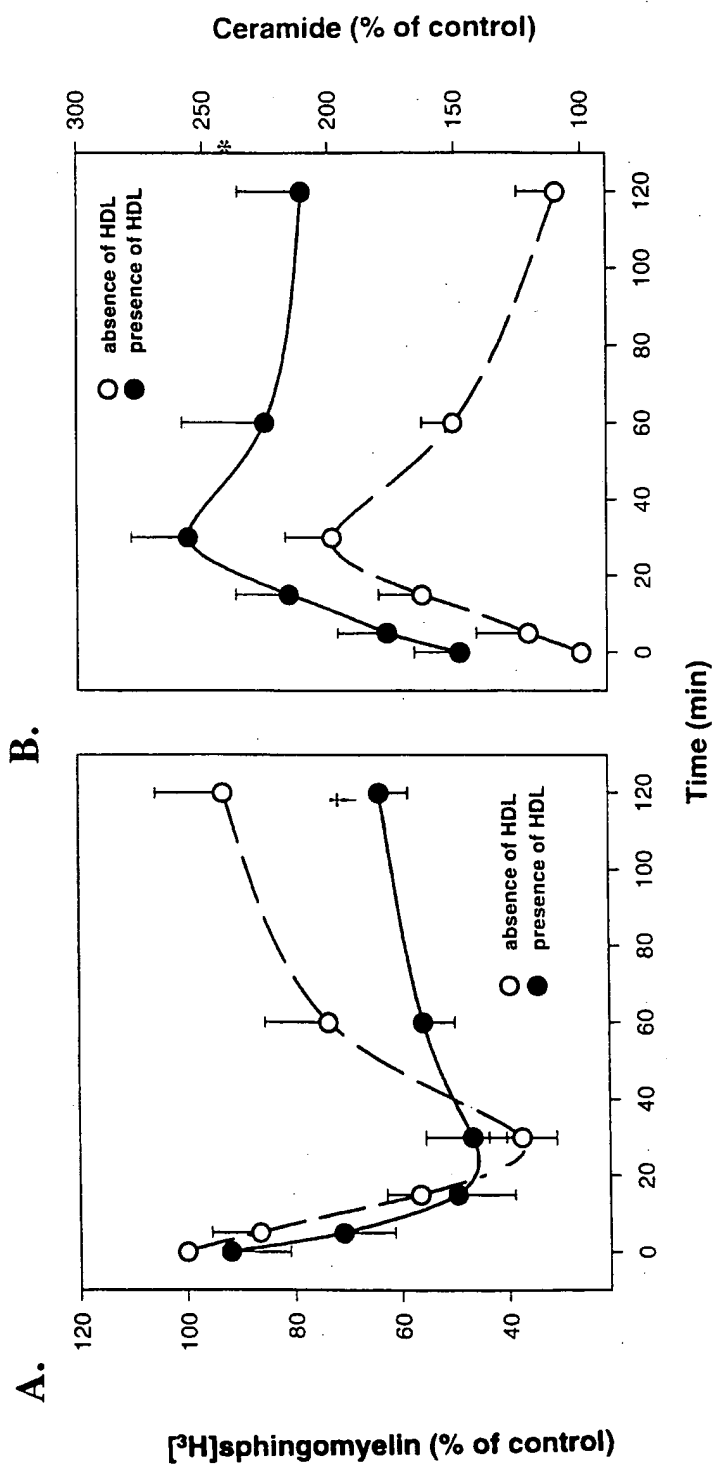 A.
[³H]sphingomyelin (% of control)
120
100
80
60
40
0
20
40
60
80
100
120
†
absence of HDL
presence of HDL
B.
absence of HDL
presence of HDL
0
20
40
60
80
100
120
300
250
*
200
150
100
Ceramide (% of control)
Time (min)